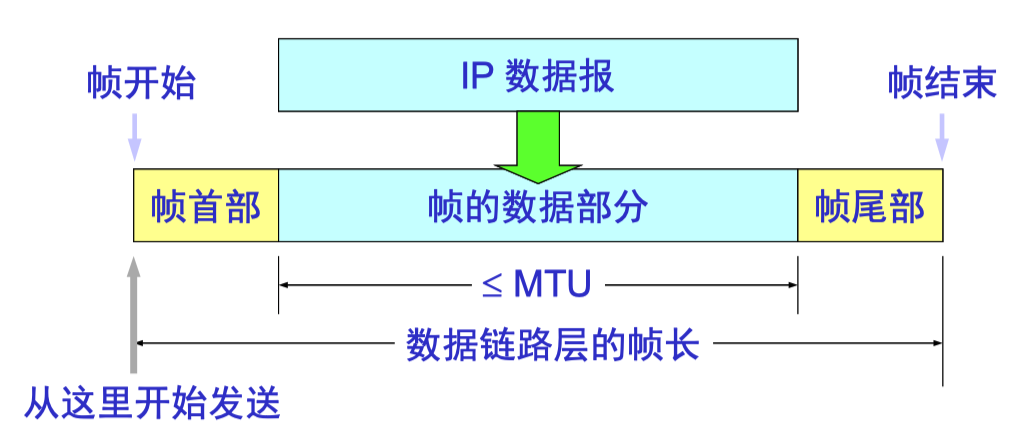 IP 数据报
帧开始
帧结束
帧首部
帧的数据部分
帧尾部
≦ MTU
数据链路层的帧长
从这里开始发送